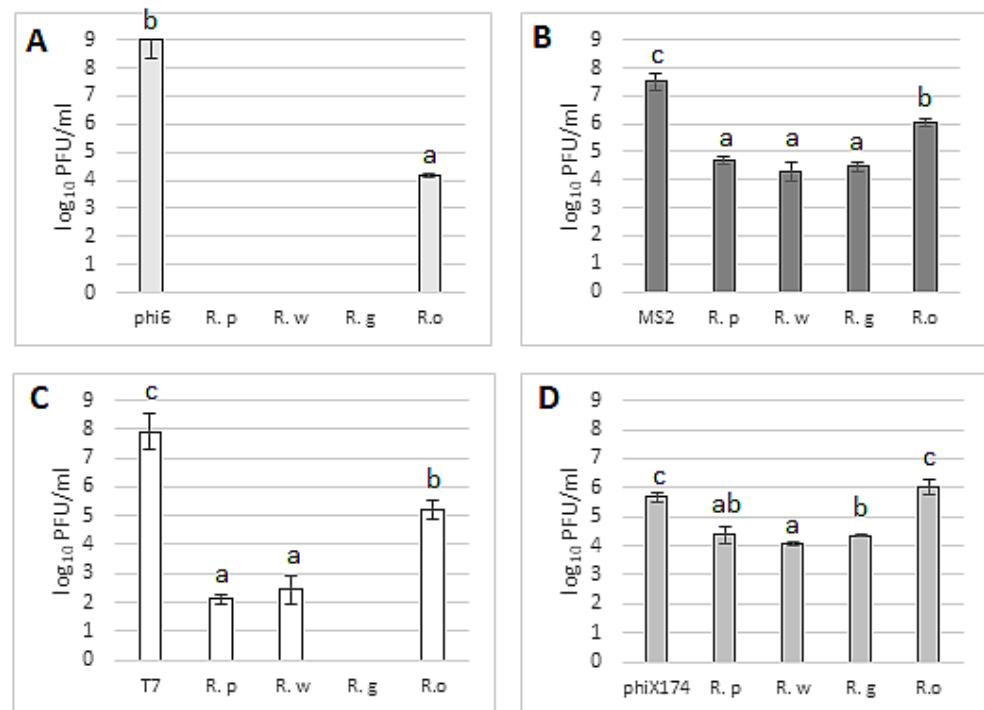 A
log10 PFU/ml
9
8
7
6
5
4
3
2
1
0
b
a
phi6 R. p R. w R. g R.o
B
log10 PFU/ml
9
8
7
6
5
4
3
2
1
0
c
a
a
a
b
MS2 R. p R. w R. g R.o
C
log10 PFU/ml
9
8
7
6
5
4
3
2
1
0
c
a
a
b
T7 R. p R. w R. g R.o
D
log10 PFU/ml
9
8
7
6
5
4
3
2
1
0
c
ab
a
b
c
phiX174 R. p R. w R. g R.o